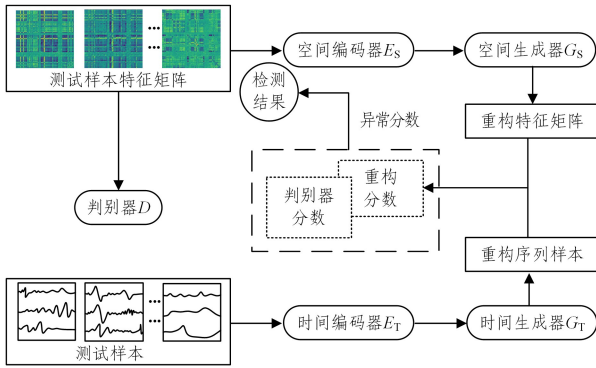 空间编码器E_S
空间生成器G_S
测试样本特征矩阵
检测
结果
异常分数
重构特征矩阵
重构
分数
判别器
分数
判别器D
重构序列样本
时间编码器E_T
时间生成器G_T
测试样本